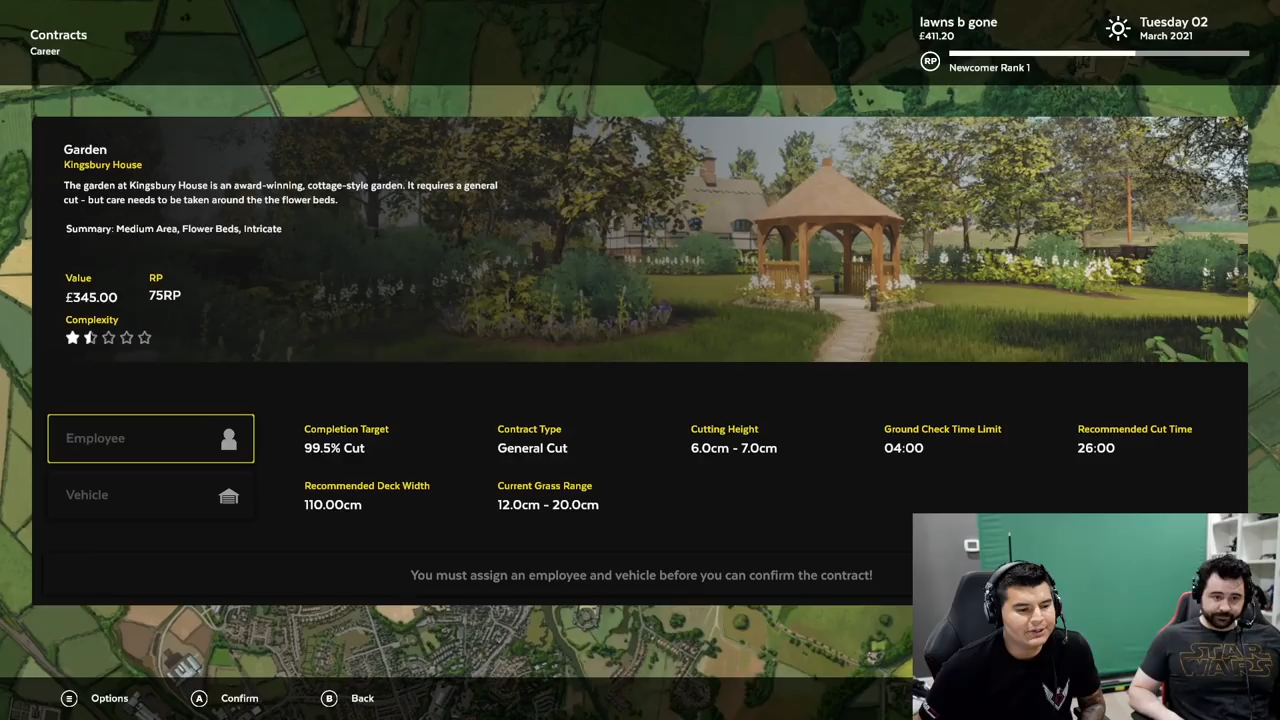 Contracts
Career
lawns b gone
£411.20
Tuesday 02
March 2021
RP
Newcomer Rank 1
Garden
Kingsbury House
The garden at Kingsbury House is an award-winning, cottage-style garden. It requires a general
cut - but care needs to be taken around the the flower beds.
Summary: Medium Area, Flower Beds, Intricate
Value
£345.00
RP
75RP
Complexity
Employee
Vehicle
Completion Target
99.5% Cut
Contract Type
General Cut
Cutting Height
6.0cm - 7.0cm
Ground Check Time Limit
04:00
Recommended Cut Time
26:00
Recommended Deck Width
110.00cm
Current Grass Range
12.0cm - 20.0cm
You must assign an employee and vehicle before you can confirm the contract!
STAR
WARS
Options
A Confirm
B Back